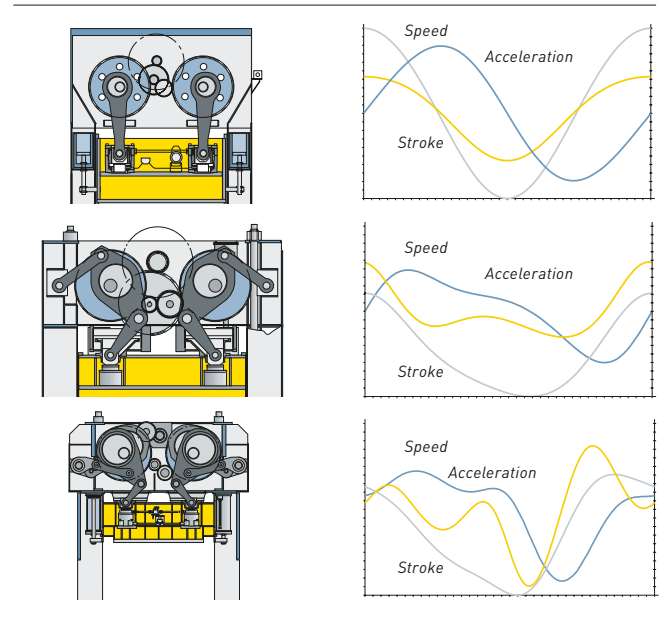 Speed
Acceleration
Stroke
Speed
Acceleration
Stroke
Speed
Acceleration
Stroke